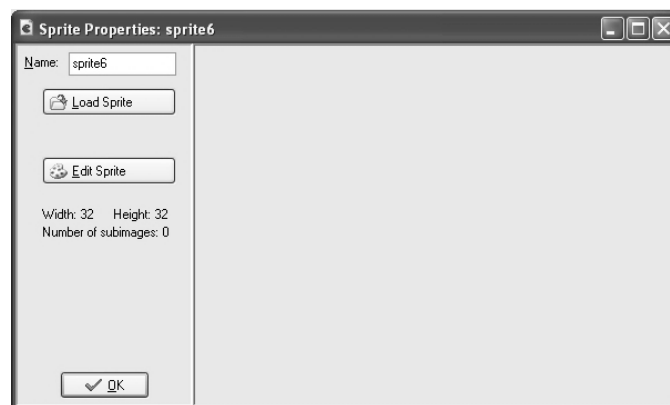 Sprite Properties: sprite6
Name: sprite6
Load Sprite
Edit Sprite
Width: 32 Height: 32
Number of subimages: 0
OK